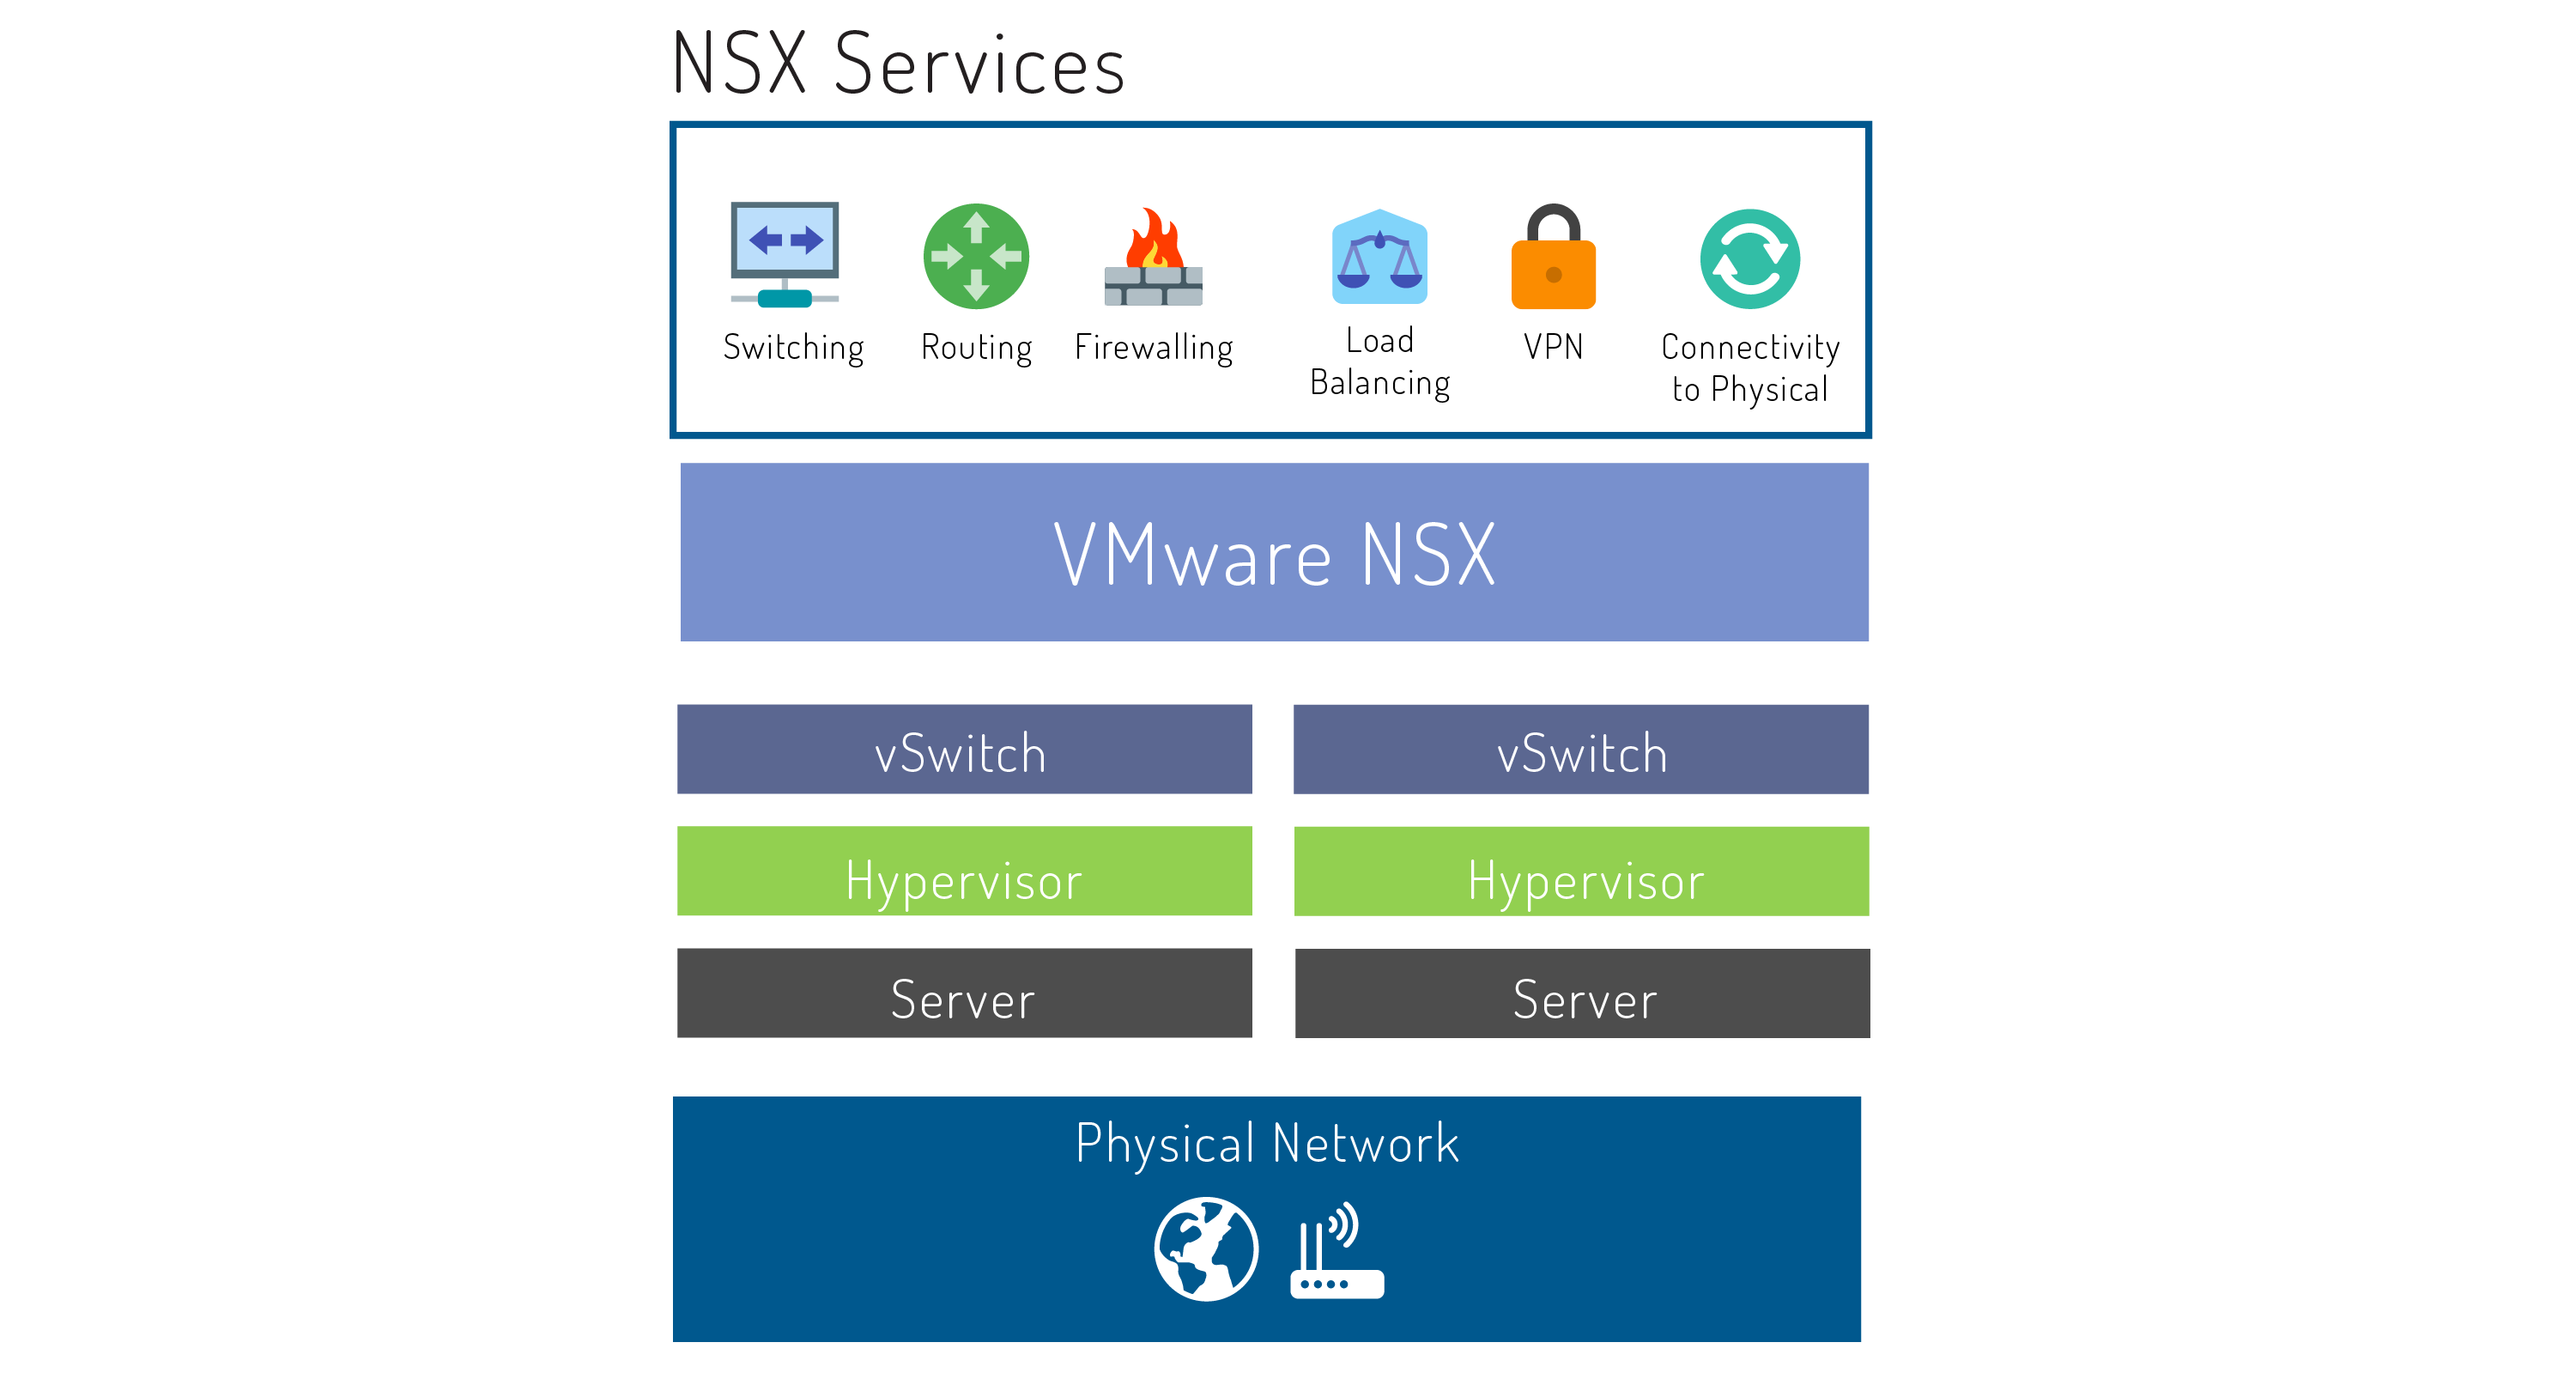 NSX Services
Switching
Routing
Firewalling
Load
Balancing
VPN
Connectivity
to Physical
VMware NSX
vSwitch
vSwitch
Hypervisor
Hypervisor
Server
Server
Physical Network